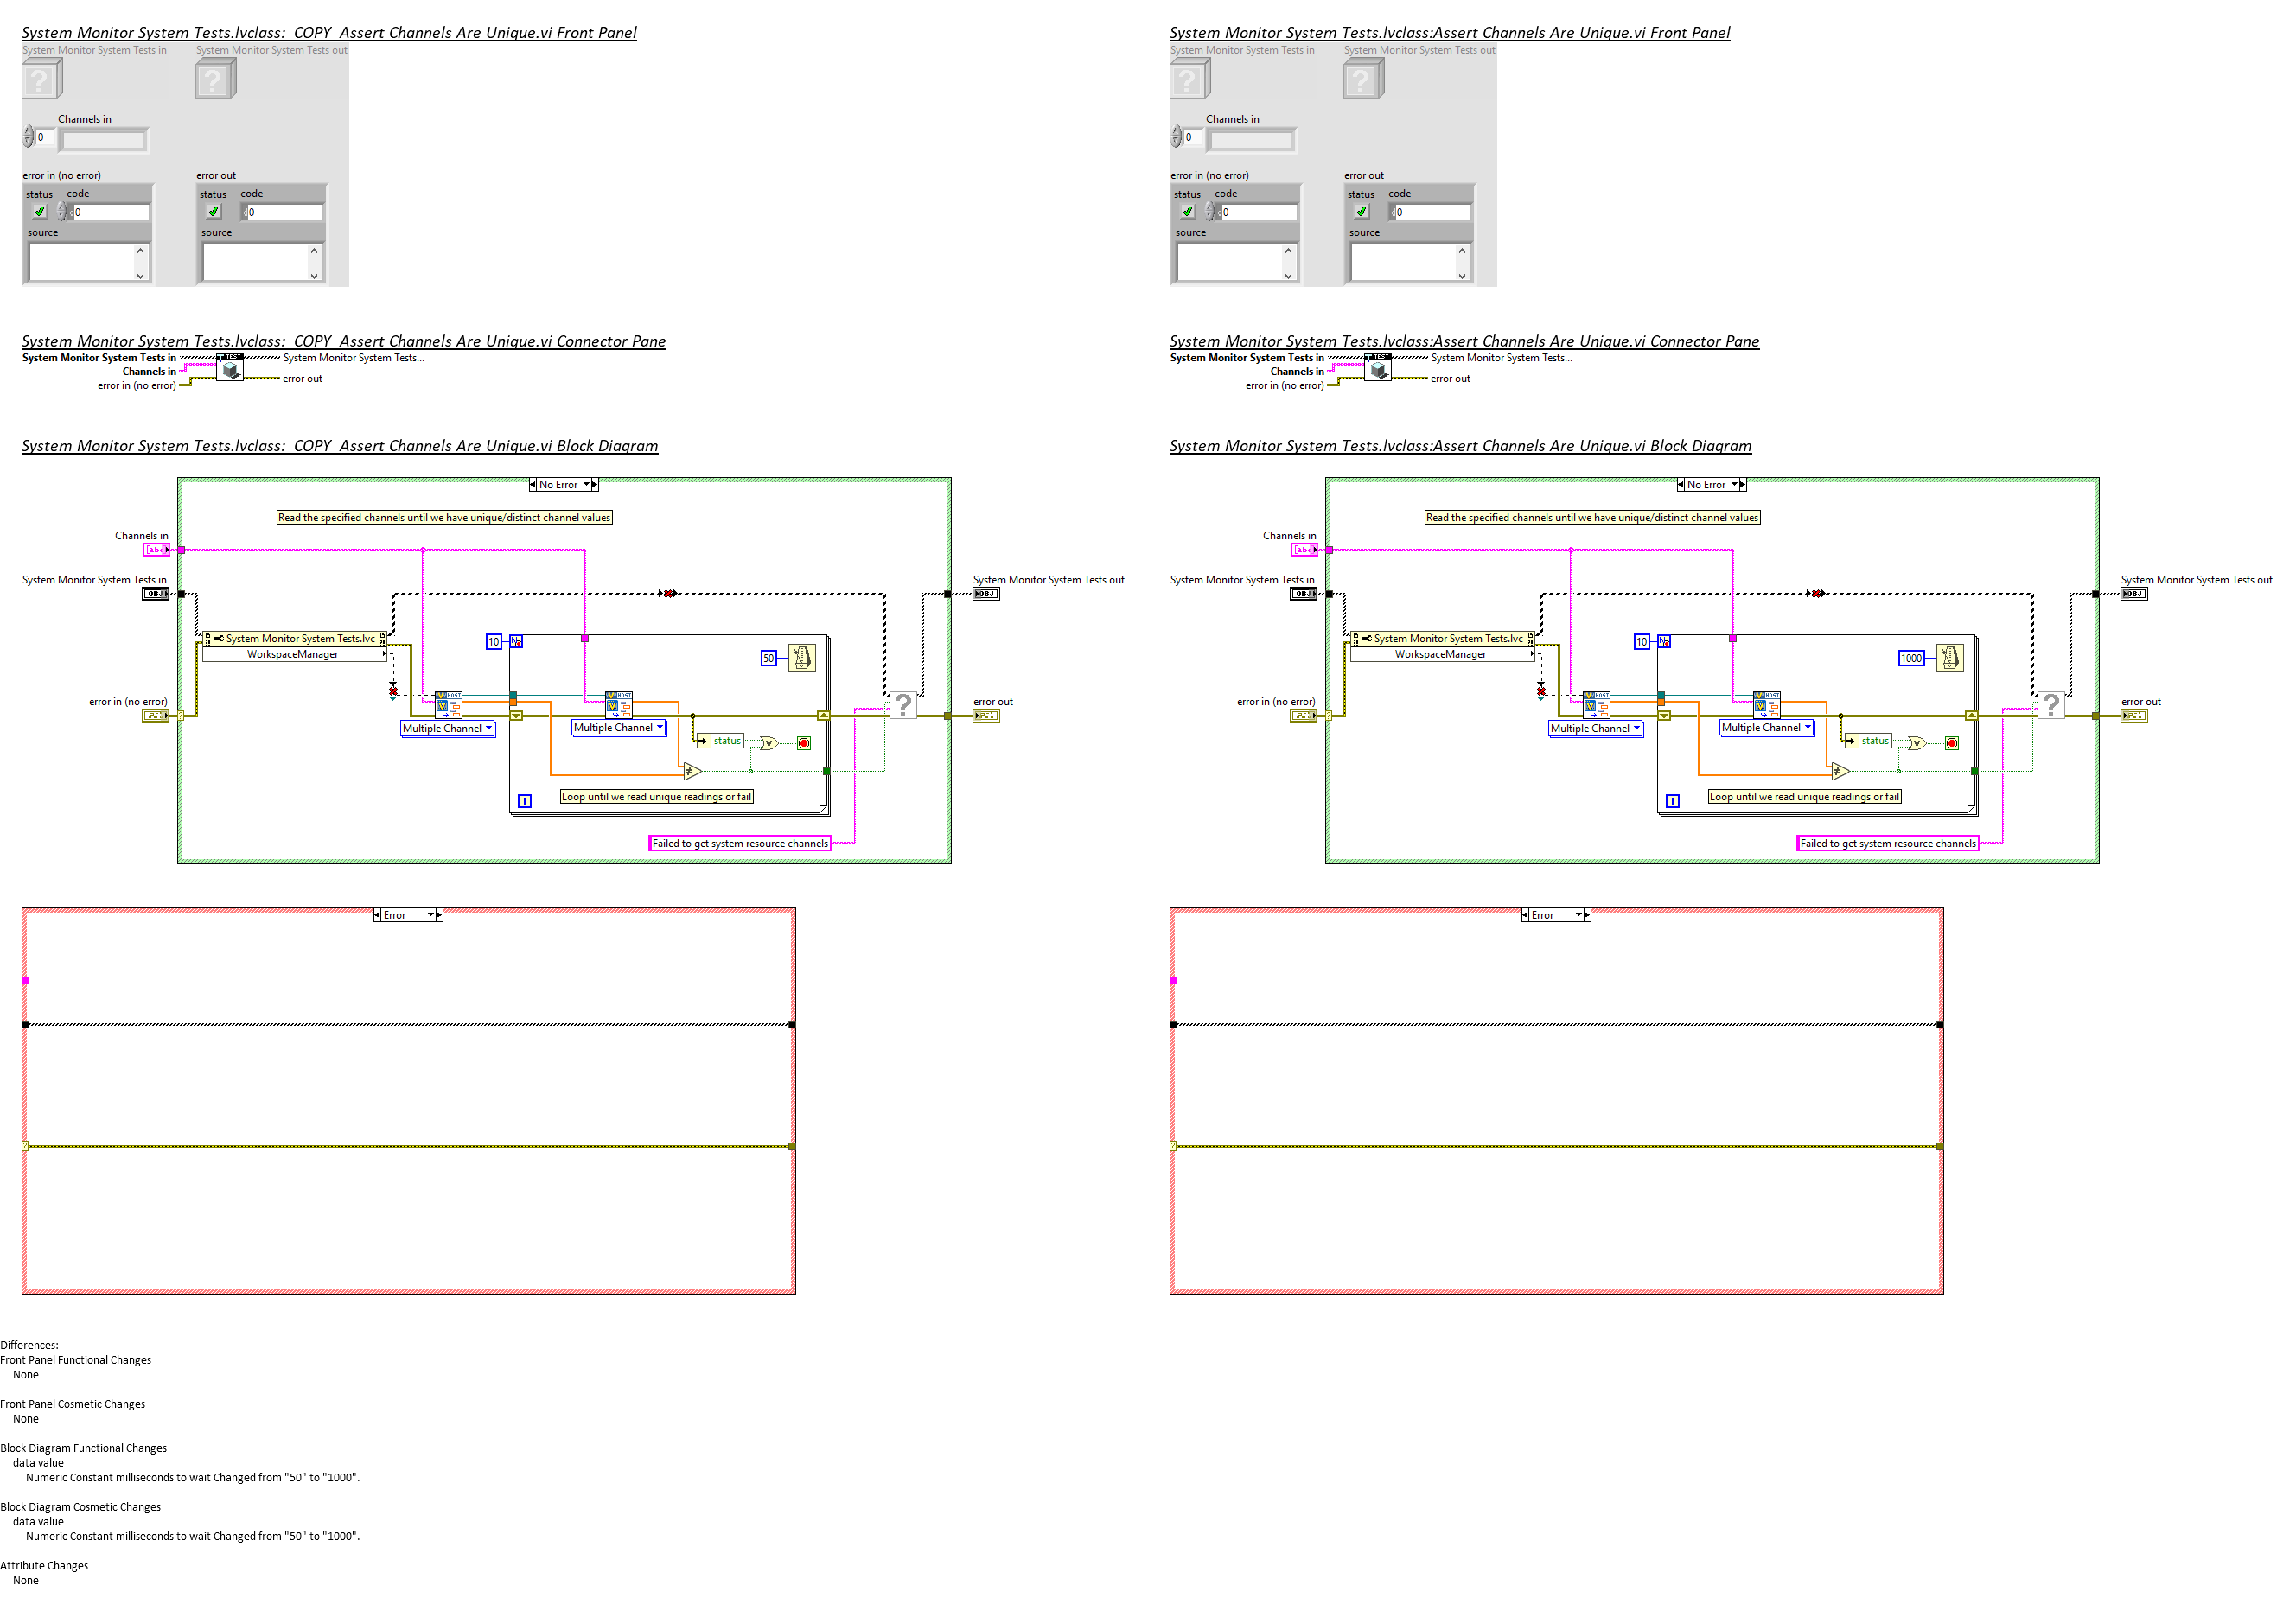 System Monitor System Tests.lvclass:  COPY  Assert Channels Are Unique.vi Front Panel
System Monitor System Tests in
System Monitor System Tests out
Channels in
0
error in (no error)
error out
status
code
status
code
0
0
source
source
System Monitor System Tests.lvclass:  COPY  Assert Channels Are Unique.vi Connector Pane
System Monitor System Tests in
TEST
System Monitor System Tests...
Channels in
error in (no error)
error out
System Monitor System Tests.lvclass:  COPY  Assert Channels Are Unique.vi Block Diagram
No Error
Read the specified channels until we have unique/distinct channel values
Channels in
abc
System Monitor System Tests in
OBJ
System Monitor System Tests out
OBJ
System Monitor System Tests.lvc
WorkspaceManager
10
N
50
error in (no error)
HOST
HOST
error out
Multiple Channel
Multiple Channel
status
i
Loop until we read unique readings or fail
Failed to get system resource channels
Error
System Monitor System Tests.lvclass:Assert Channels Are Unique.vi Front Panel
System Monitor System Tests in
System Monitor System Tests out
Channels in
0
error in (no error)
error out
status
code
status
code
0
0
source
source
System Monitor System Tests.lvclass:Assert Channels Are Unique.vi Connector Pane
System Monitor System Tests in
TEST
System Monitor System Tests...
Channels in
error in (no error)
error out
System Monitor System Tests.lvclass:Assert Channels Are Unique.vi Block Diagram
No Error
Read the specified channels until we have unique/distinct channel values
Channels in
abc
System Monitor System Tests in
OBJ
System Monitor System Tests out
OBJ
System Monitor System Tests.lvc
WorkspaceManager
10
N
1000
error in (no error)
HOST
HOST
error out
Multiple Channel
Multiple Channel
status
i
Loop until we read unique readings or fail
Failed to get system resource channels
Error
Differences:
Front Panel Functional Changes
None
Front Panel Cosmetic Changes
None
Block Diagram Functional Changes
data value
Numeric Constant milliseconds to wait Changed from "50" to "1000".
Block Diagram Cosmetic Changes
data value
Numeric Constant milliseconds to wait Changed from "50" to "1000".
Attribute Changes
None